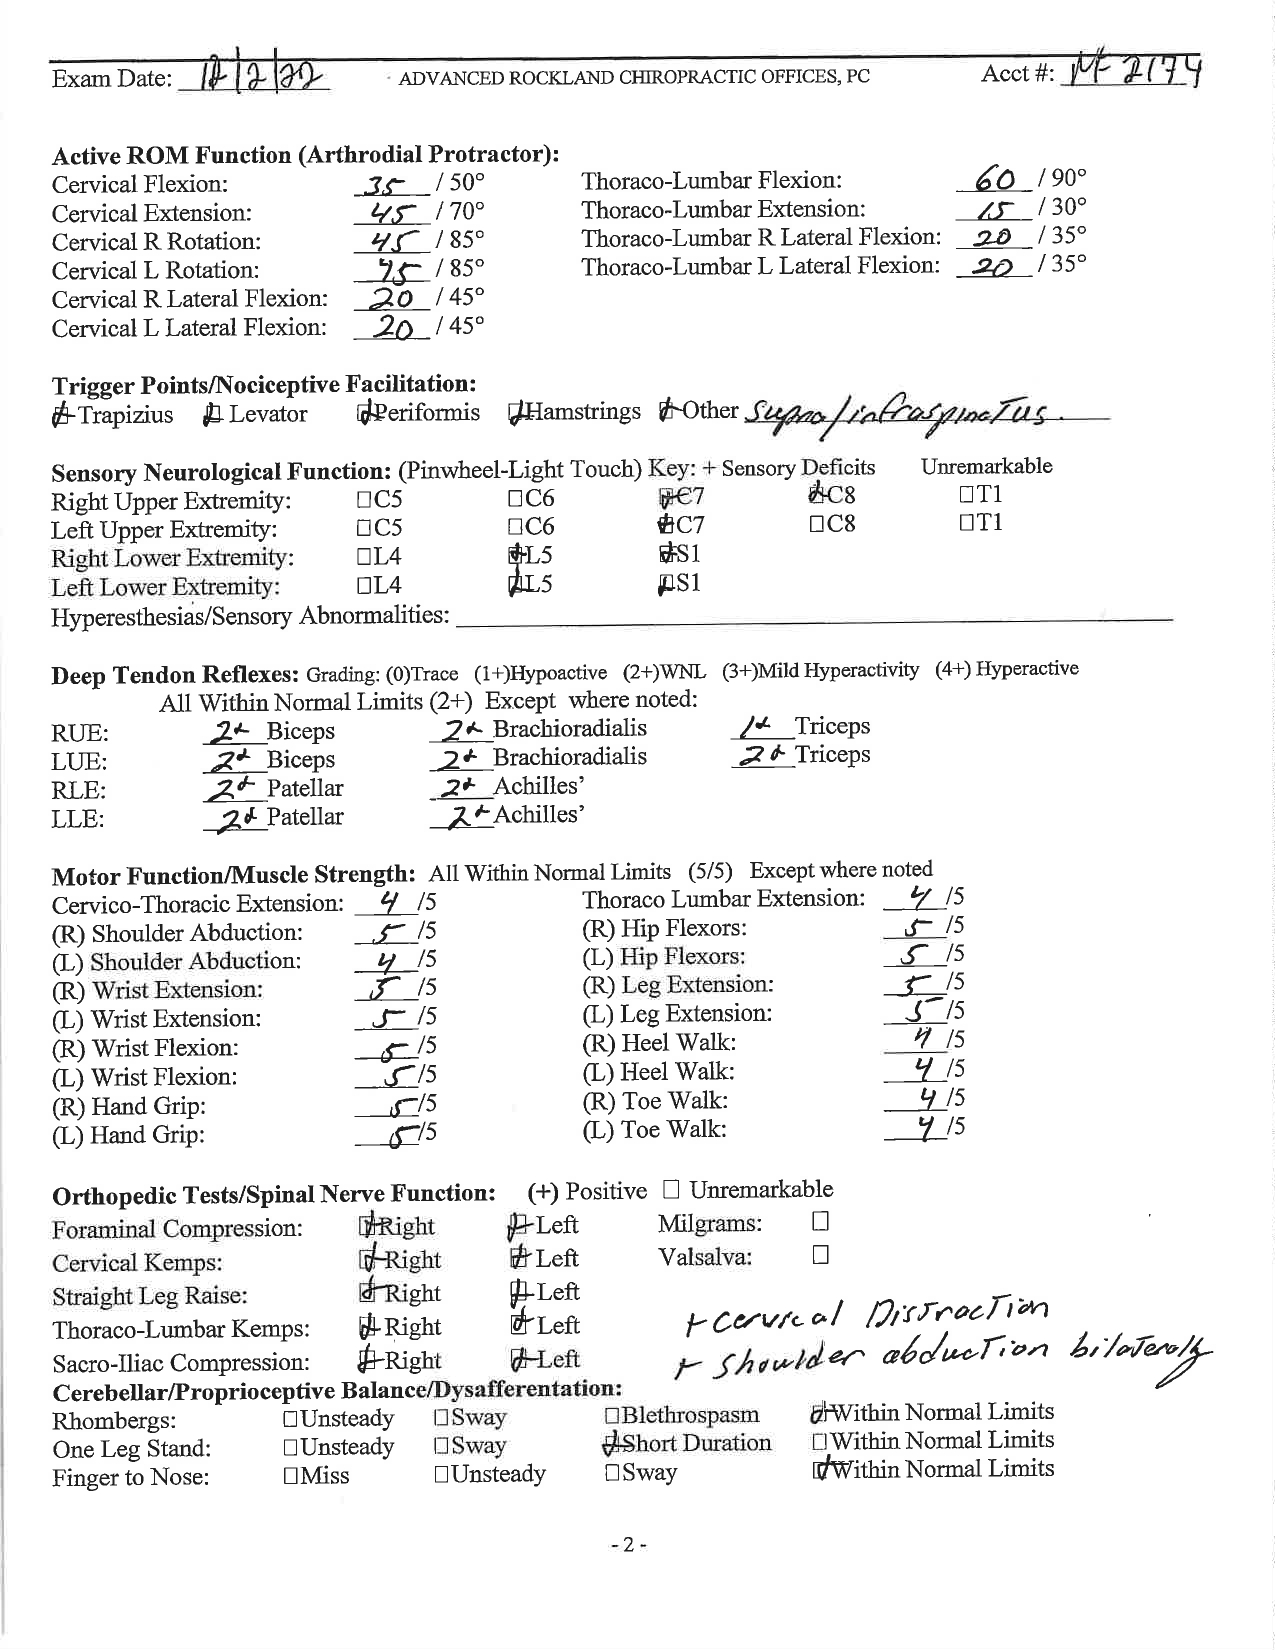 Exam Date: 12/2/22 ADVANCED ROCKLAND CHIROPRACTIC OFFICES, PC Acct #: NF 2174
Active ROM Function (Arthrodial Protractor):
Cervical Flexion: 35 / 50° Thoraco-Lumbar Flexion: 60 / 90°
Cervical Extension: 45 / 70° Thoraco-Lumbar Extension: 15 / 30°
Cervical R Rotation: 45 / 85° Thoraco-Lumbar R Lateral Flexion: 20 / 35°
Cervical L Rotation: 45 / 85° Thoraco-Lumbar L Lateral Flexion: 20 / 35°
Cervical R Lateral Flexion: 20 / 45°
Cervical L Lateral Flexion: 20 / 45°
Trigger Points/Nociceptive Facilitation:
☒ Trapizius ☒ Levator ☒ Periformis ☒ Hamstrings ☒ Other Supra/infraspinatus.
Sensory Neurological Function: (Pinwheel-Light Touch) Key: + Sensory Deficits Unremarkable
Right Upper Extremity: ☐C5 ☐C6 ☒C7 ☒C8 ☐T1
Left Upper Extremity: ☐C5 ☐C6 ☒C7 ☐C8 ☐T1
Right Lower Extremity: ☐L4 ☒L5 ☒S1
Left Lower Extremity: ☐L4 ☒L5 ☒S1
Hyperesthesias/Sensory Abnormalities:
Deep Tendon Reflexes: Grading: (0)Trace (1+)Hypoactive (2+)WNL (3+)Mild Hyperactivity (4+) Hyperactive
All Within Normal Limits (2+) Except where noted:
RUE: 2+ Biceps 2+ Brachioradialis 1+ Triceps
LUE: 2+ Biceps 2+ Brachioradialis 2+ Triceps
RLE: 2+ Patellar 2+ Achilles'
LLE: 2+ Patellar 2+ Achilles'
Motor Function/Muscle Strength: All Within Normal Limits (5/5) Except where noted
Cervico-Thoracic Extension: 4 /5 Thoraco Lumbar Extension: 4 /5
(R) Shoulder Abduction: 5 /5 (R) Hip Flexors: 5 /5
(L) Shoulder Abduction: 4 /5 (L) Hip Flexors: 5 /5
(R) Wrist Extension: 5 /5 (R) Leg Extension: 5 /5
(L) Wrist Extension: 5 /5 (L) Leg Extension: 5 /5
(R) Wrist Flexion: 5 /5 (R) Heel Walk: 4 /5
(L) Wrist Flexion: 5 /5 (L) Heel Walk: 4 /5
(R) Hand Grip: 5 /5 (R) Toe Walk: 4 /5
(L) Hand Grip: 5 /5 (L) Toe Walk: 4 /5
Orthopedic Tests/Spinal Nerve Function: (+) Positive ☐ Unremarkable
Foraminal Compression: ☒Right ☒Left Milgrams: ☐
Cervical Kemps: ☒Right ☒Left Valsalva: ☐
Straight Leg Raise: ☒Right ☒Left
Thoraco-Lumbar Kemps: ☒Right ☒Left + Cervical Distraction
Sacro-Iliac Compression: ☒Right ☒Left + Shoulder abduction bilaterally
Cerebellar/Proprioceptive Balance/Dysafferentation:
Rhombergs: ☐Unsteady ☐Sway ☐Blethrospasm ☒Within Normal Limits
One Leg Stand: ☐Unsteady ☐Sway ☒Short Duration ☐Within Normal Limits
Finger to Nose: ☐Miss ☐Unsteady ☐Sway ☒Within Normal Limits
- 2 -